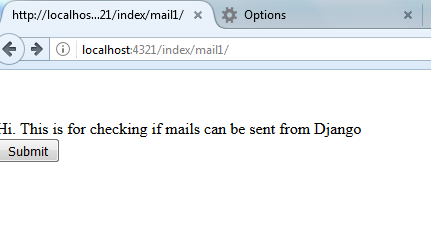 http://localhos...21/index/mail1/
Options
localhost:4321/index/mail1/
Hi. This is for checking if mails can be sent from Django
Submit